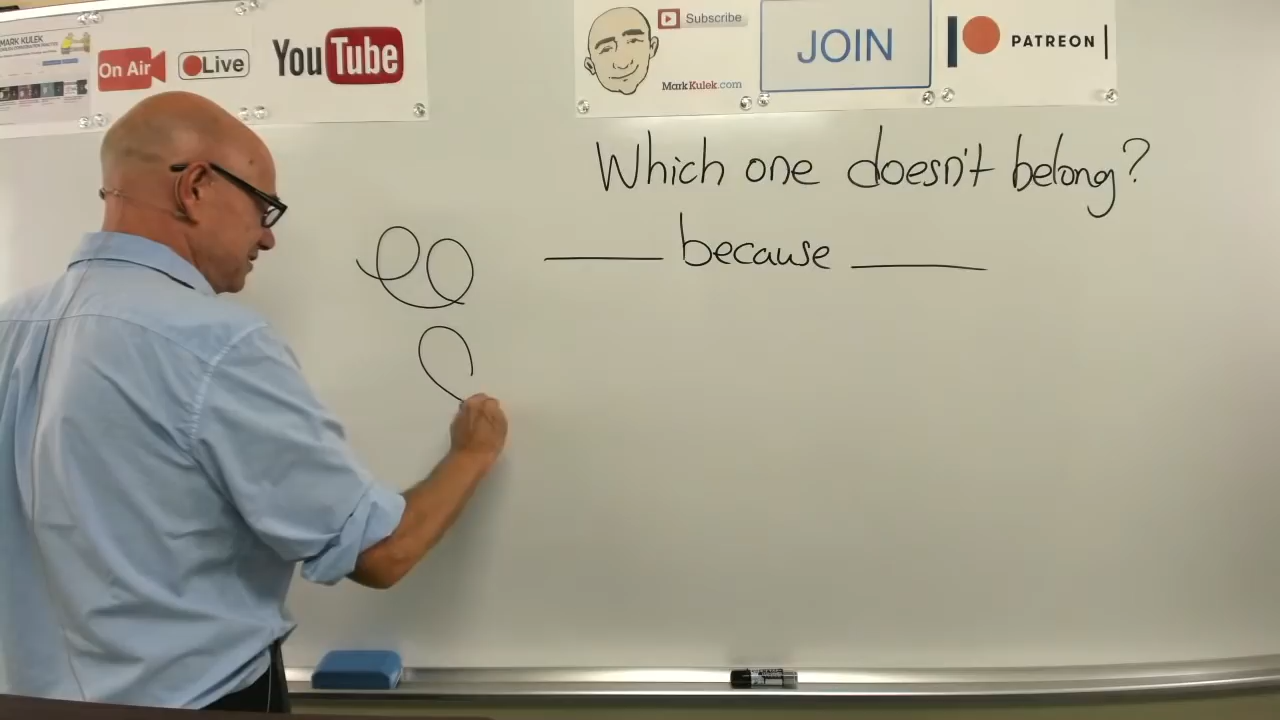 MARK KULEK
On Air
Live
YouTube
Subscribe
MarkKulek.com
JOIN
PATREON
Which one doesn't belong?
____ because ____